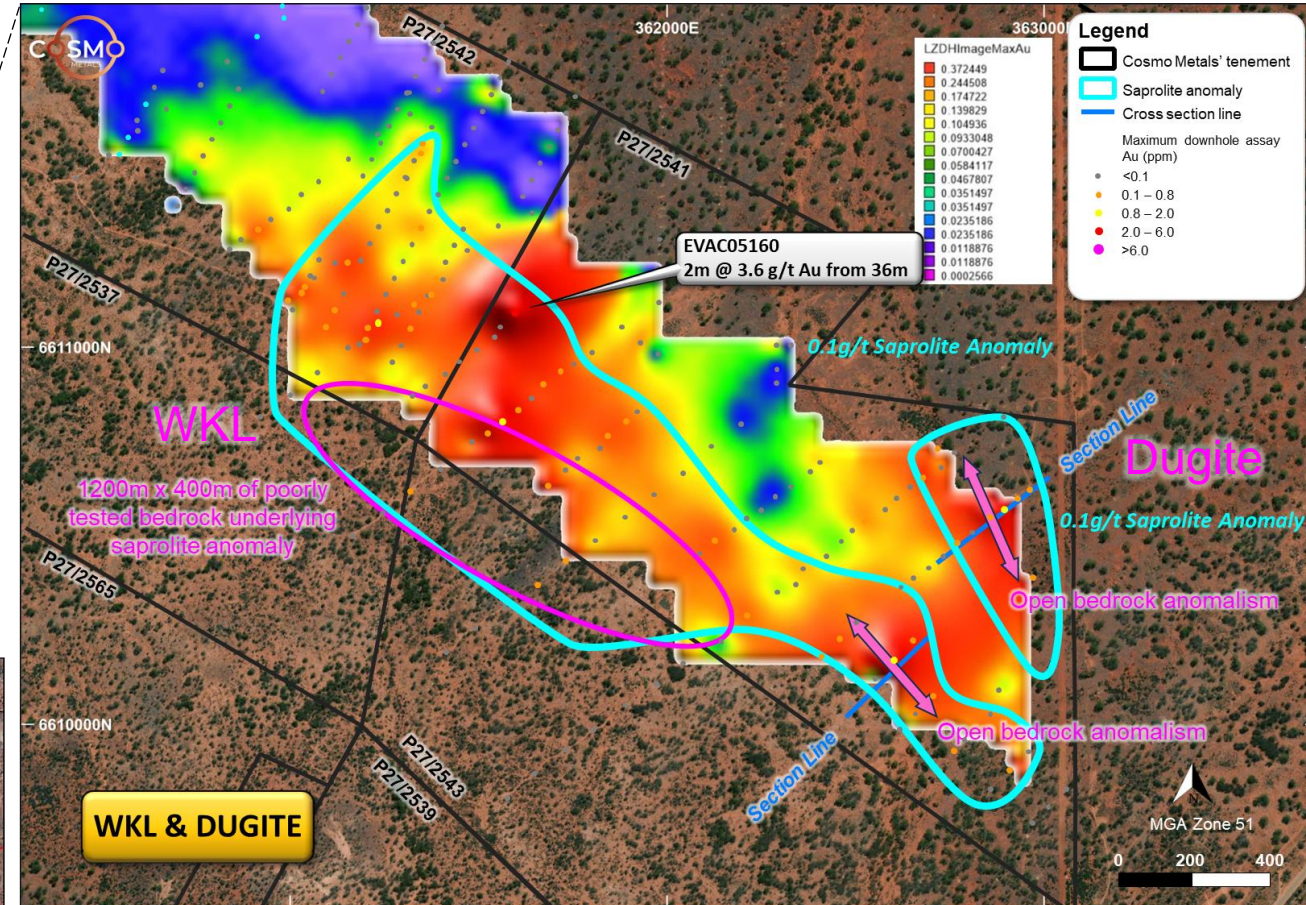 COSMO
METALS
P27/2542
362000E
363000
P27/2541
LZDHImageMaxAu
0.372449
0.244508
0.174722
0.139829
0.104936
0.0933048
0.0700427
0.0584117
0.0467807
0.0351497
0.0351497
0.0235186
0.0235186
0.0118876
0.0118876
0.0002566
Legend
Cosmo Metals' tenement
Saprolite anomaly
Cross section line
Maximum downhole assay
Au (ppm)
<0.1
0.1 – 0.8
0.8 – 2.0
2.0 – 6.0
>6.0
EVAC05160
2m @ 3.6 g/t Au from 36m
P27/2537
6611000N
0.1g/t Saprolite Anomaly
WKL
1200m x 400m of poorly
tested bedrock underlying
saprolite anomaly
Section Line
Dugite
0.1g/t Saprolite Anomaly
P27/2565
Open bedrock anomalism
6610000N
Open bedrock anomalism
P27/2543
P27/2539
Section Line
WKL & DUGITE
MGA Zone 51
0 200 400